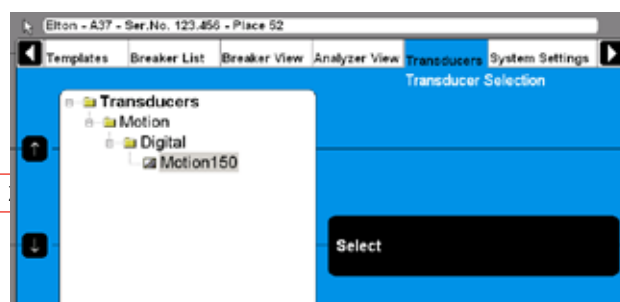 Elton - A37 - Ser.No. 123.456 - Place 52
Templates Breaker List Breaker View Analyzer View Transducers System Settings
Transducer Selection
Transducers
Motion
Digital
Motion150
Select